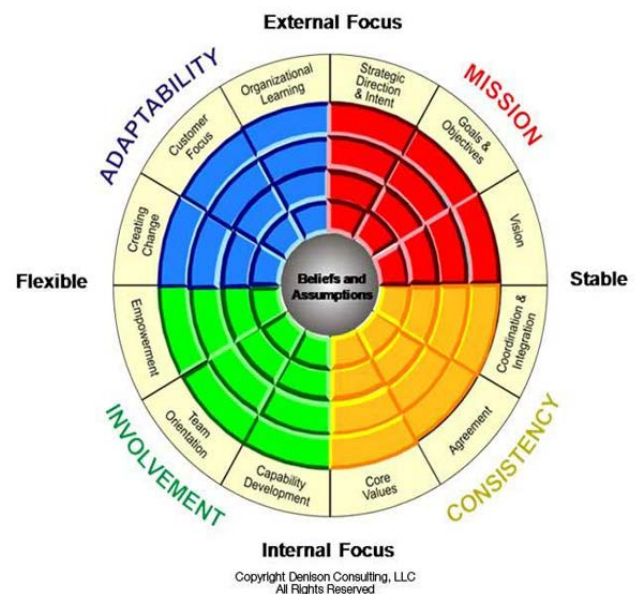 External Focus
ADAPTABILITY
MISSION
Organizational
Learning
Strategic
Direction
& Intent
Customer
Focus
Goals &
Objectives
Creating
Change
Vision
Flexible
Beliefs and
Assumptions
Stable
Empowerment
Coordination &
Integration
Team
Orientation
Agreement
Capability
Development
Core
Values
INVOLVEMENT
CONSISTENCY
Internal Focus
Copyright Denison Consulting, LLC
All Rights Reserved